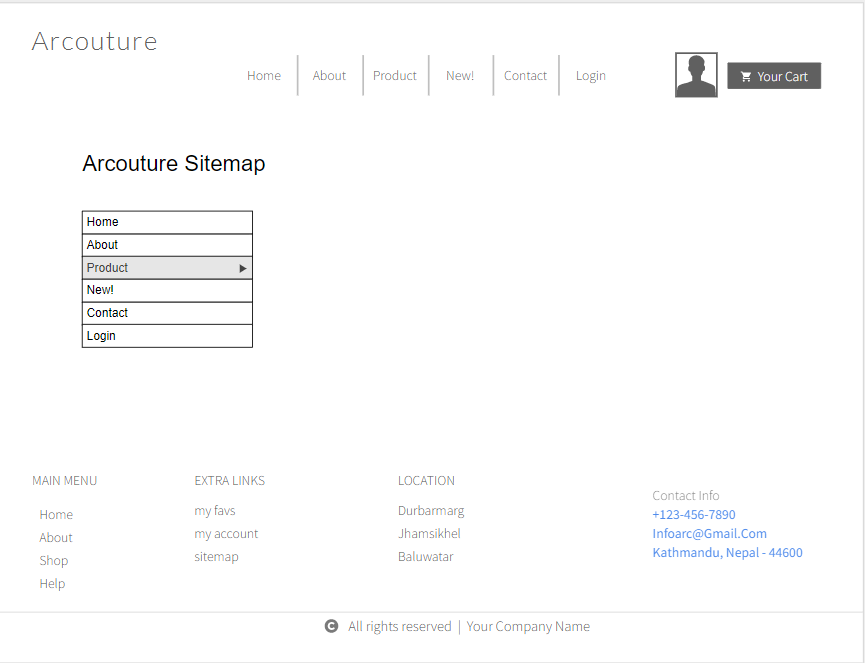 Arcouture
Home About Product New! Contact Login Your Cart
Arcouture Sitemap
Home
About
Product
New!
Contact
Login
MAIN MENU
Home
About
Shop
Help
EXTRA LINKS
my favs
my account
sitemap
LOCATION
Durbarmarg
Jhamsikhel
Baluwatar
Contact Info
+123-456-7890
Infoarc@Gmail.Com
Kathmandu, Nepal - 44600
C All rights reserved | Your Company Name